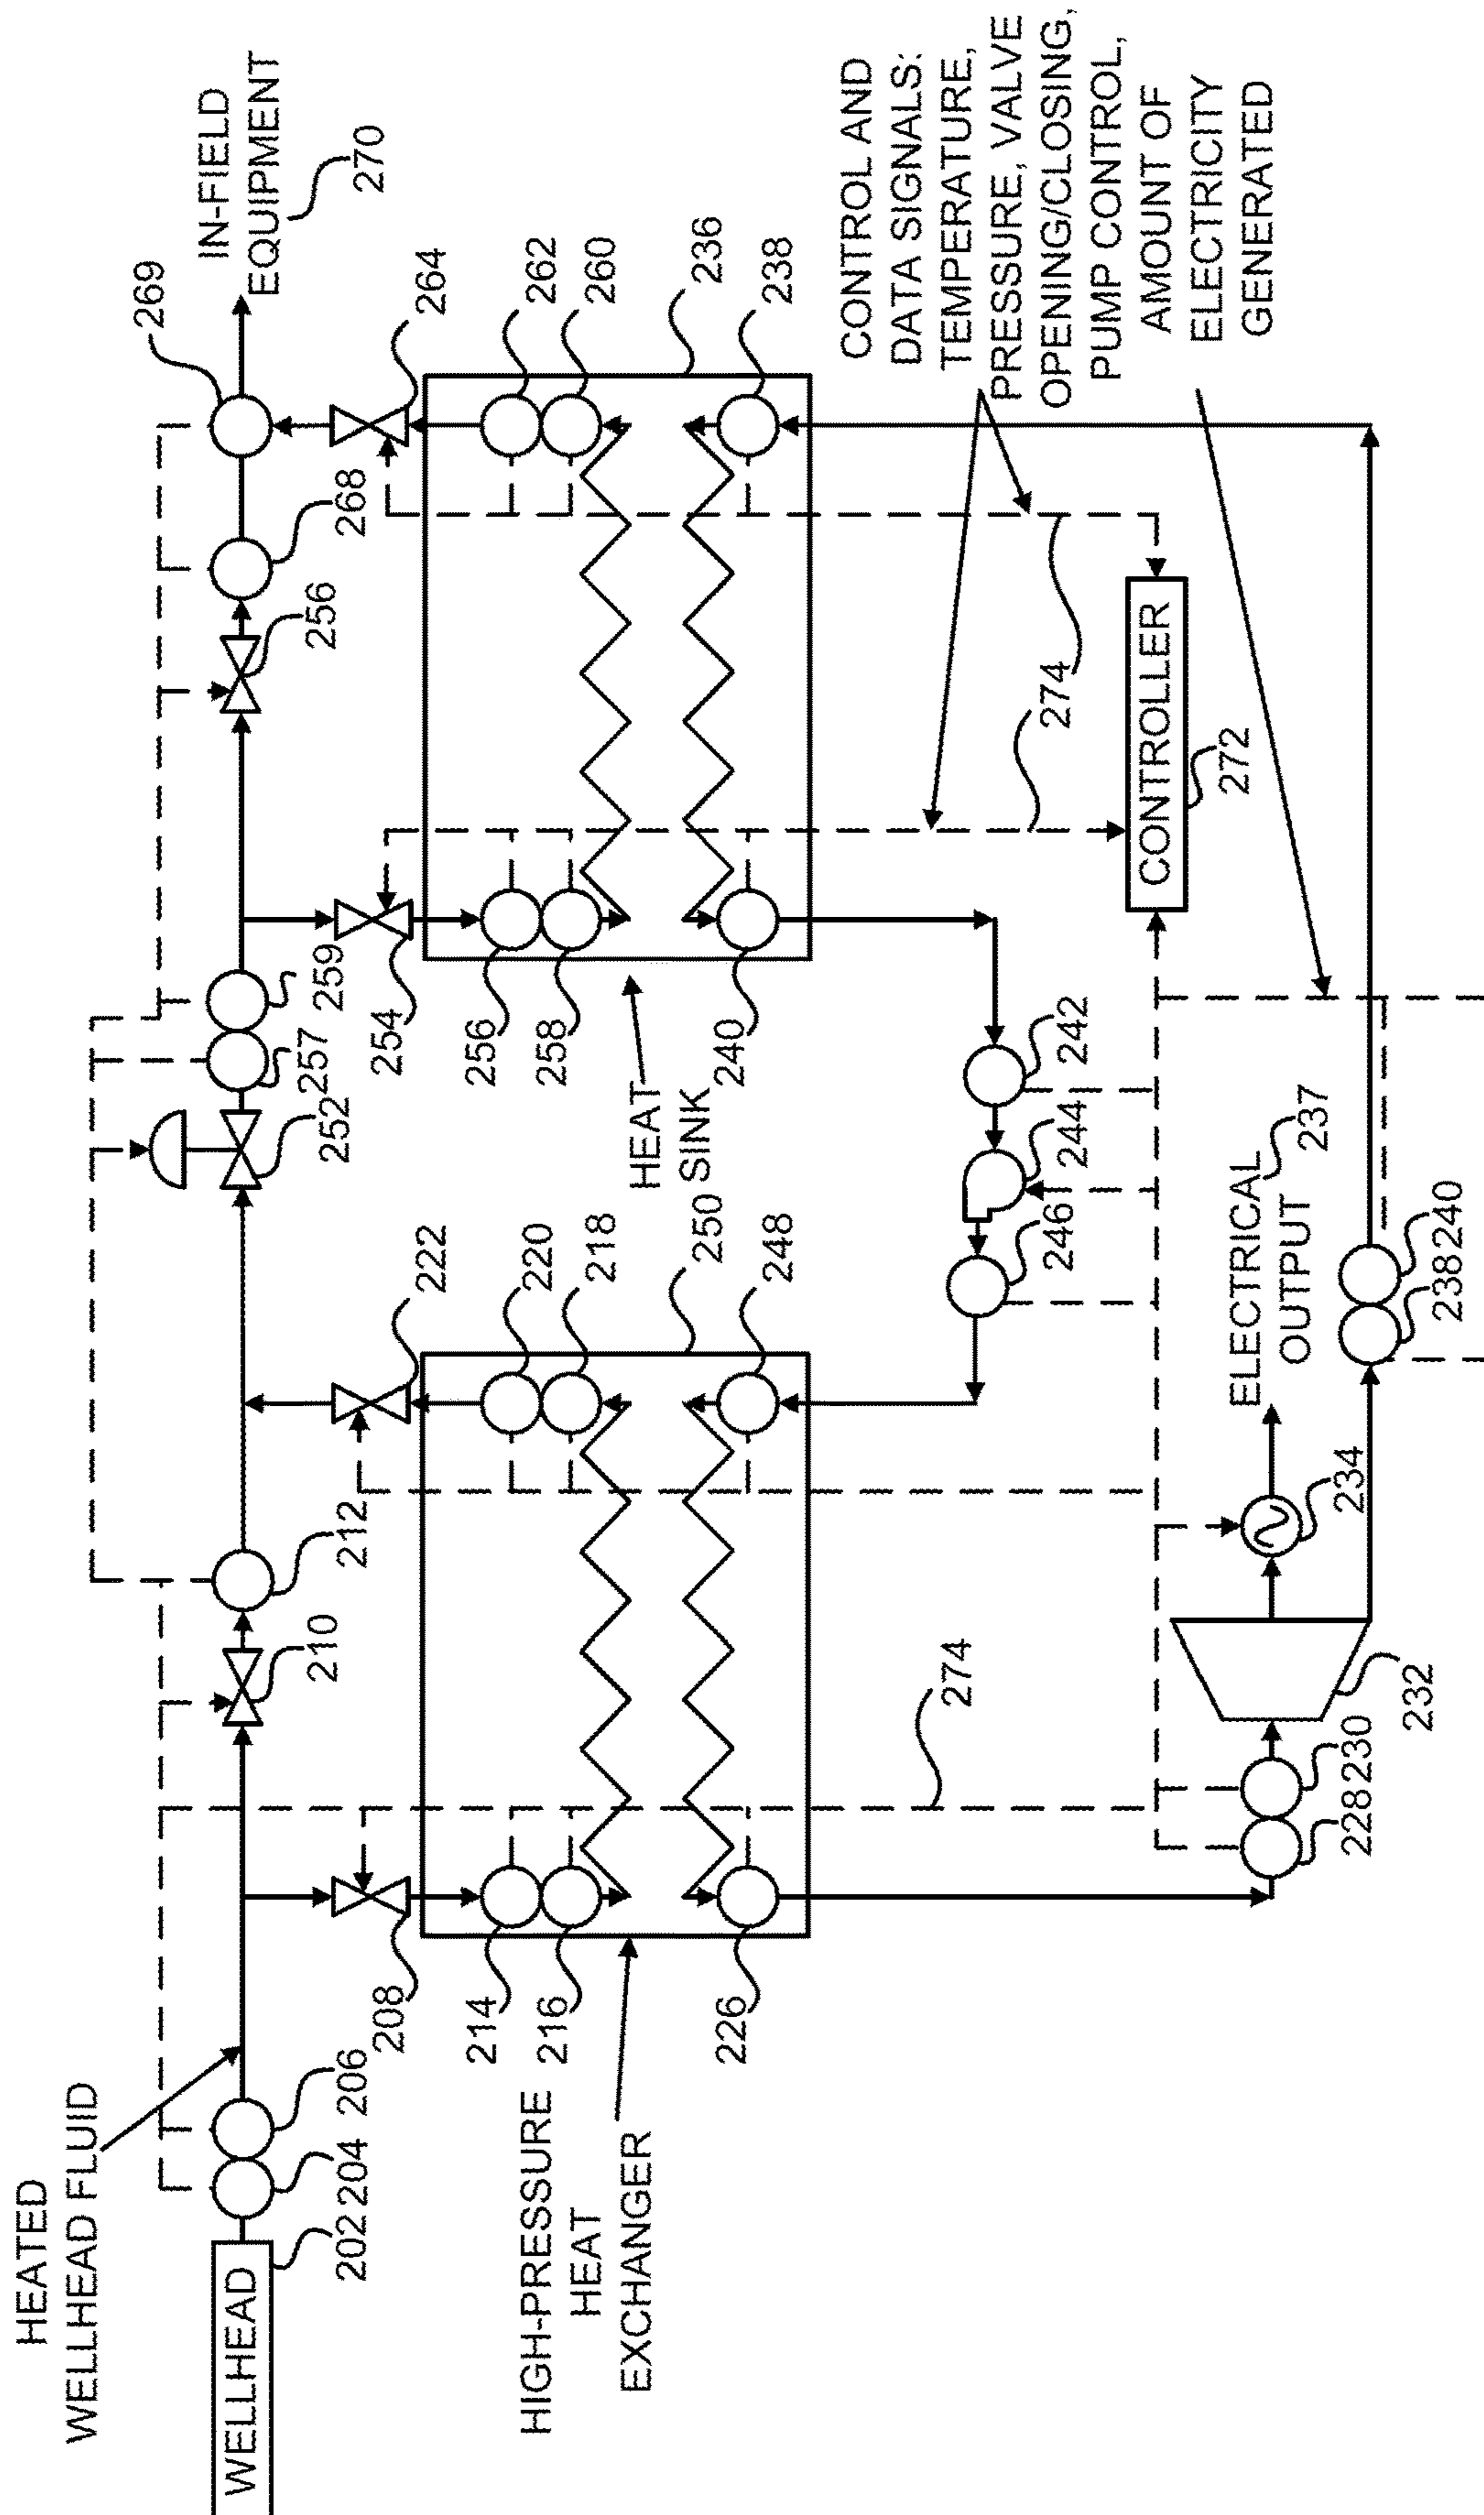 HEATED
WELLHEAD FLUID
WELLHEAD
202
204
206
208
210
212
HIGH-PRESSURE
HEAT
EXCHANGER
214
216
226
222
220
218
250
248
252
257
259
254
256
258
240
HEAT
SINK
256
268
269
IN-FIELD
EQUIPMENT
270
264
262
260
236
238
242
244
246
274
274
274
CONTROLLER
272
CONTROL AND
DATA SIGNALS:
TEMPERATURE,
PRESSURE, VALVE
OPENING/CLOSING,
PUMP CONTROL,
AMOUNT OF
ELECTRICITY
GENERATED
228
230
232
234
ELECTRICAL
OUTPUT
237
238
240